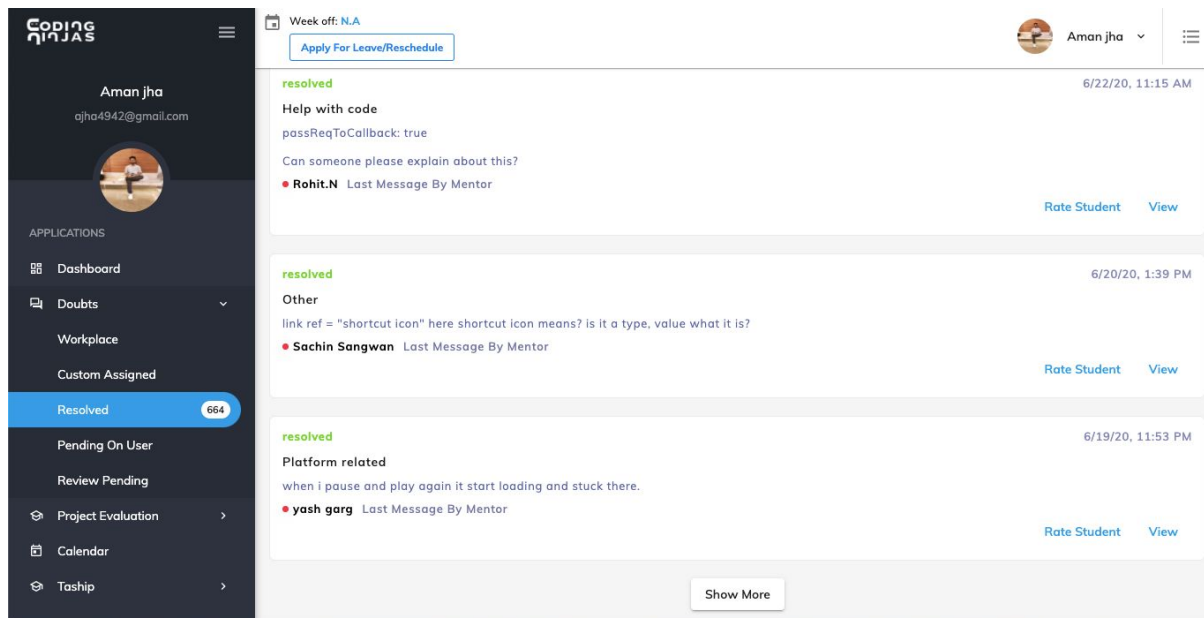 CODING
NINJAS
Aman jha
ajha4942@gmail.com
APPLICATIONS
Dashboard
Doubts
Workplace
Custom Assigned
Resolved 664
Pending On User
Review Pending
Project Evaluation
Calendar
Taship
Week off: N.A
Apply For Leave/Reschedule
Aman jha
resolved 6/22/20, 11:15 AM
Help with code
passReqToCallback: true
Can someone please explain about this?
Rohit.N Last Message By Mentor
Rate Student View
resolved 6/20/20, 1:39 PM
Other
link ref = "shortcut icon" here shortcut icon means? is it a type, value what it is?
Sachin Sangwan Last Message By Mentor
Rate Student View
resolved 6/19/20, 11:53 PM
Platform related
when i pause and play again it start loading and stuck there.
yash garg Last Message By Mentor
Rate Student View
Show More